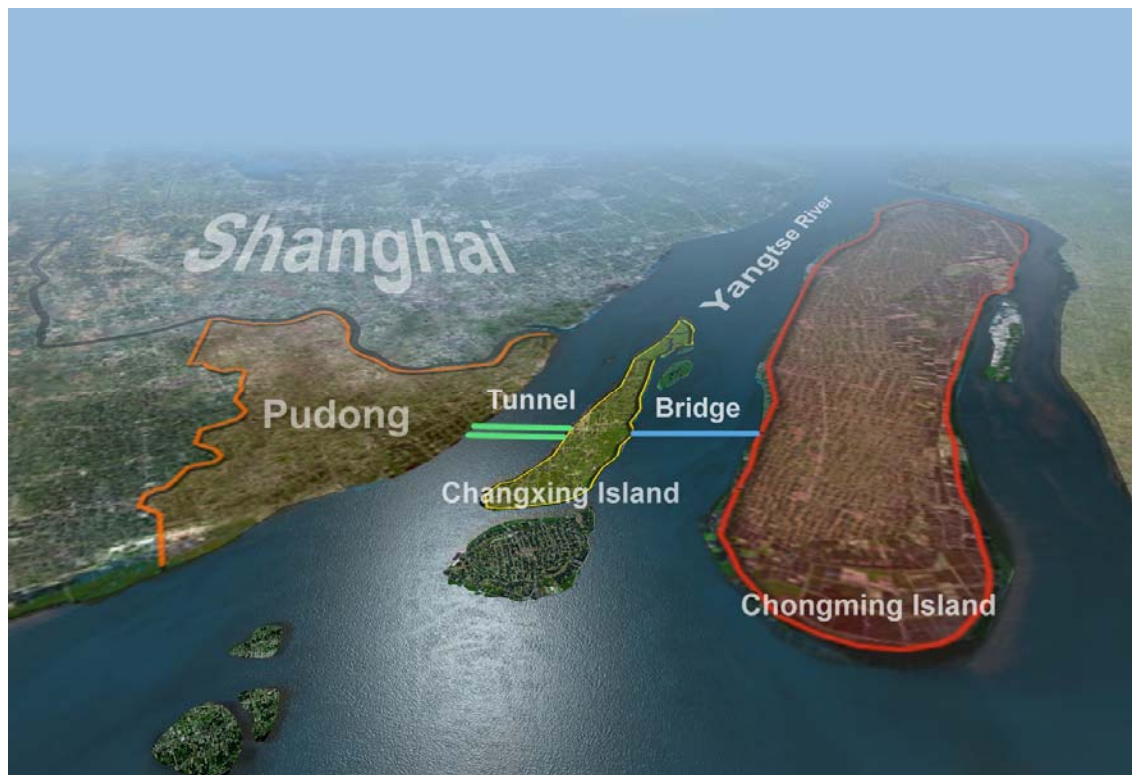 Shanghai
Yangtse River
Tunnel
Bridge
Pudong
Changxing Island
Chongming Island